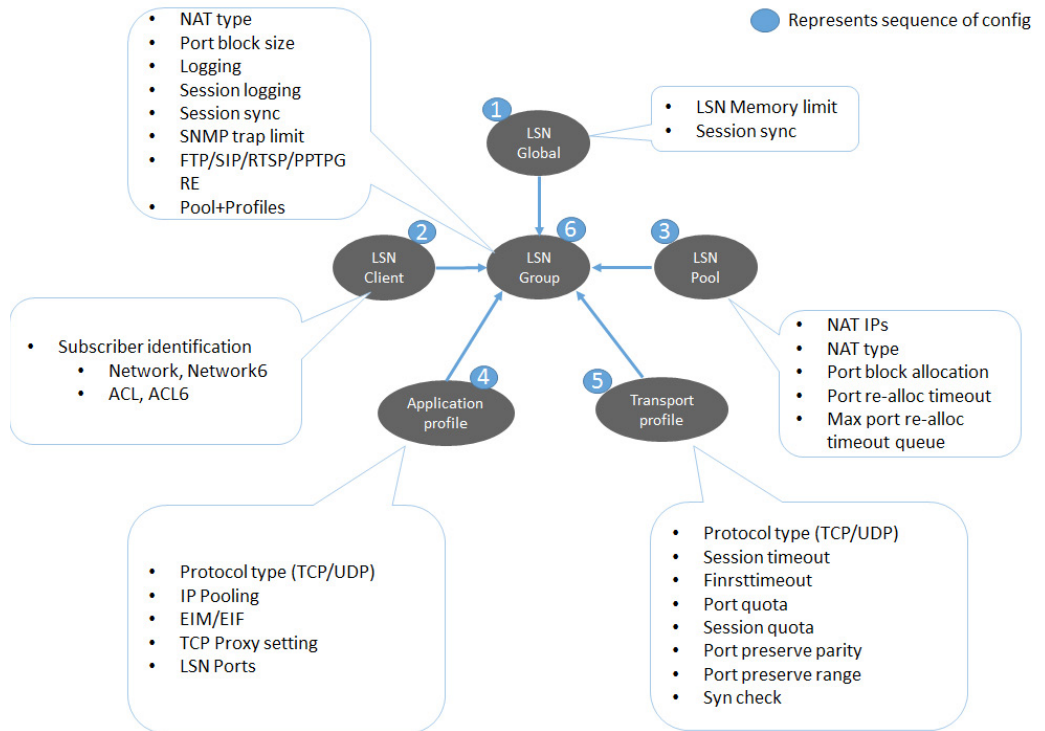 Represents sequence of config
• NAT type
• Port block size
• Logging
• Session logging
• Session sync
• SNMP trap limit
• FTP/SIP/RTSP/PPTPG
RE
• Pool+Profiles
1
LSN
Global
• LSN Memory limit
• Session sync
2
LSN
Client
6
LSN
Group
3
LSN
Pool
• Subscriber identification
• Network, Network6
• ACL, ACL6
• NAT IPs
• NAT type
• Port block allocation
• Port re-alloc timeout
• Max port re-alloc
timeout queue
4
Application
profile
5
Transport
profile
• Protocol type (TCP/UDP)
• IP Pooling
• EIM/EIF
• TCP Proxy setting
• LSN Ports
• Protocol type (TCP/UDP)
• Session timeout
• Finrsttimeout
• Port quota
• Session quota
• Port preserve parity
• Port preserve range
• Syn check